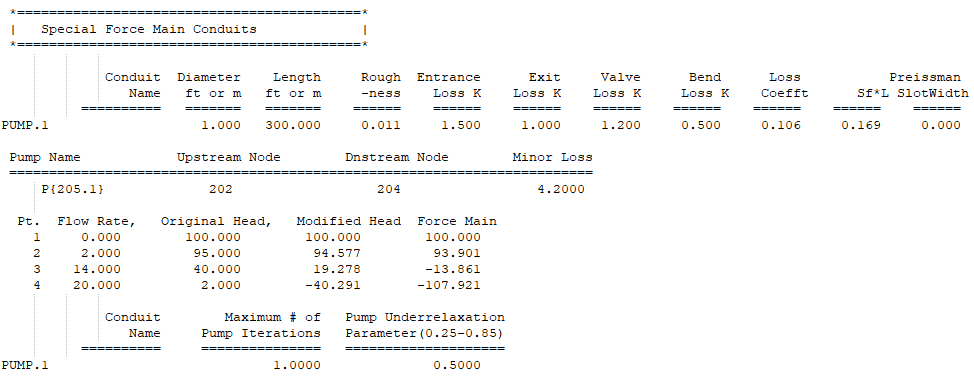 *===========================================*
|   Special Force Main Conduits             |
*===========================================*
Conduit Diameter Length Rough Entrance Exit Valve Bend Loss Preissman
Name ft or m ft or m -ness Loss K Loss K Loss K Loss K Coefft Sf*L SlotWidth
========== ======= ======= ====== ====== ====== ====== ====== ====== ====== ======
PUMP.1 1.000 300.000 0.011 1.500 1.000 1.200 0.500 0.106 0.169 0.000
Pump Name Upstream Node Dnstream Node Minor Loss
=========================================================================
P{205.1} 202 204 4.2000
Pt. Flow Rate, Original Head, Modified Head Force Main
1 0.000 100.000 100.000 100.000
2 2.000 95.000 94.577 93.901
3 14.000 40.000 19.278 -13.861
4 20.000 2.000 -40.291 -107.921
Conduit Maximum # of Pump Underrelaxation
Name Pump Iterations Parameter(0.25-0.85)
========== =============== ====================
PUMP.1 1.0000 0.5000